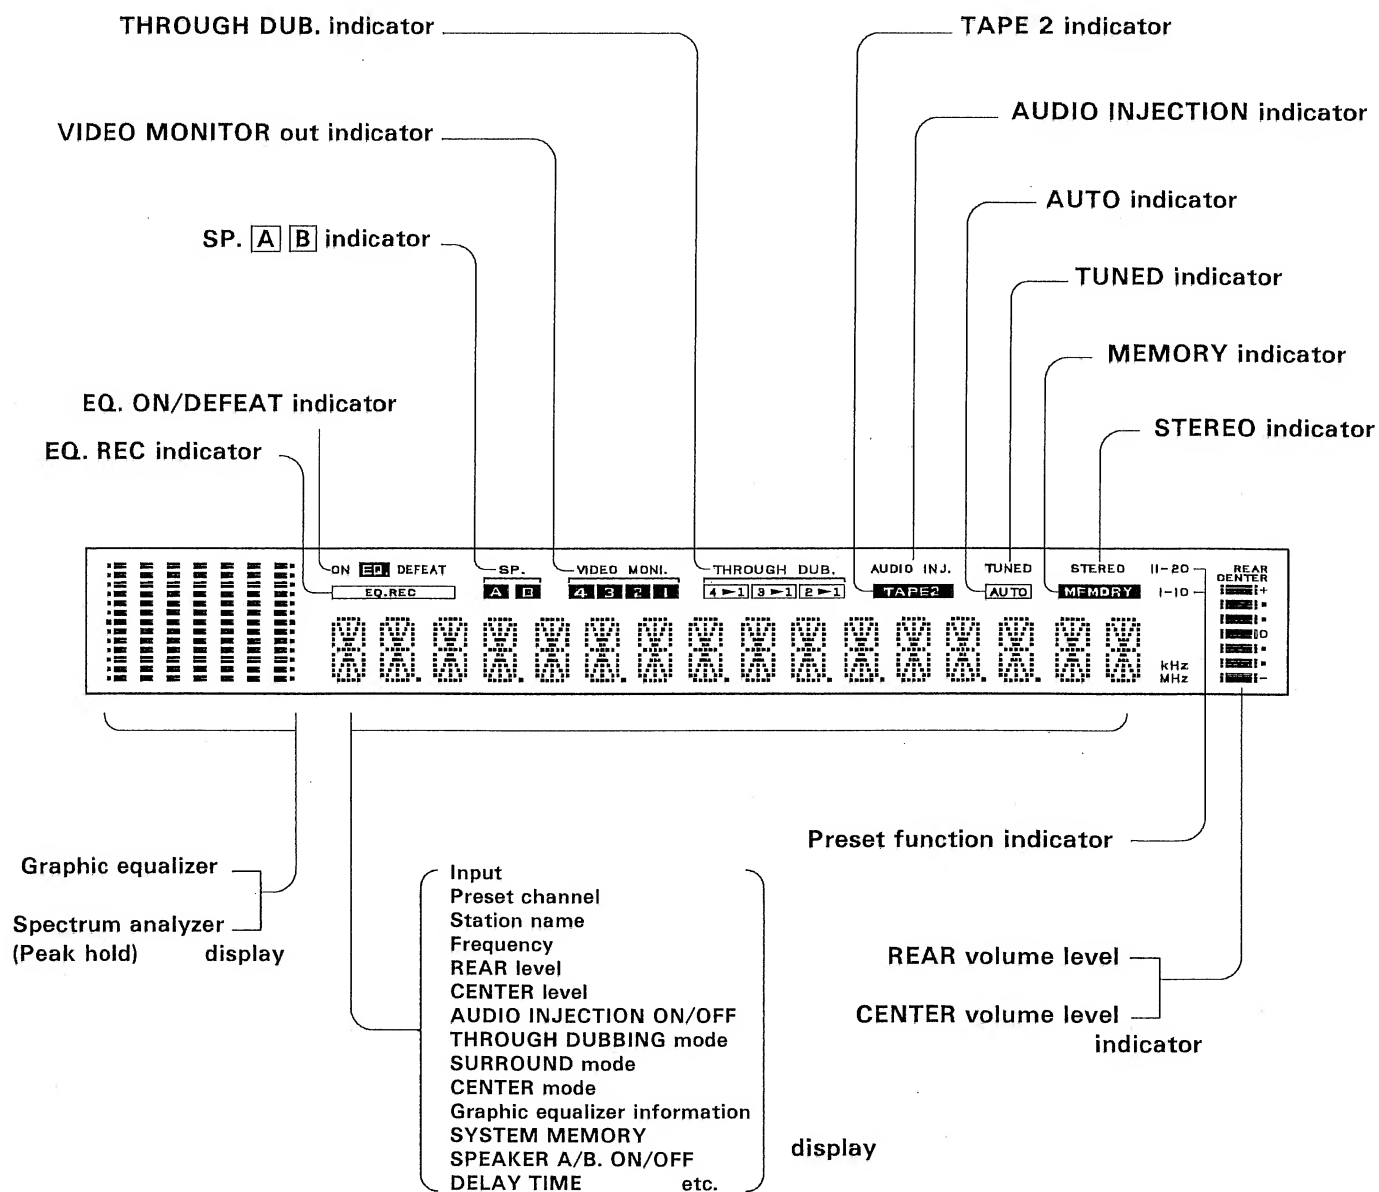 THROUGH DUB. indicator
TAPE 2 indicator
AUDIO INJECTION indicator
VIDEO MONITOR out indicator
AUTO indicator
SP. A B indicator
TUNED indicator
MEMORY indicator
EQ. ON/DEFEAT indicator
STEREO indicator
EQ. REC indicator
ON EQ. DEFEAT SP. VIDEO MONI. THROUGH DUB. AUDIO INJ. TUNED STEREO 11-20 REAR
CENTER
EQ.REC A B 4 3 2 1 4►1 3►1 2►1 TAPE2 AUTO MEMORY 1-10 +
0
kHz
MHz -
Preset function indicator
Graphic equalizer
Spectrum analyzer
(Peak hold) display
Input
Preset channel
Station name
Frequency
REAR level
CENTER level
AUDIO INJECTION ON/OFF
THROUGH DUBBING mode
SURROUND mode
CENTER mode
Graphic equalizer information
SYSTEM MEMORY
SPEAKER A/B. ON/OFF
DELAY TIME etc.
display
REAR volume level
CENTER volume level
indicator